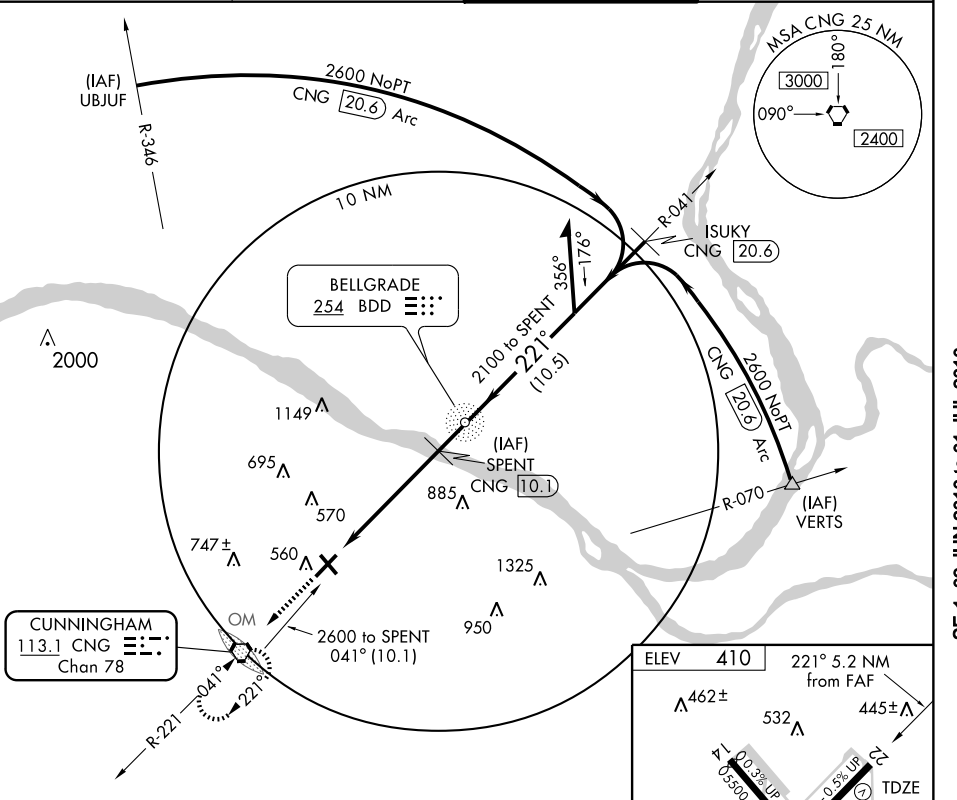 MSA CNG 25 NM
180°
3000
090°
2400
(IAF)
UBJUF
R-346
2600 NoPT
CNG 20.6 Arc
10 NM
R-041
ISUKY
CNG 20.6
356°
176°
BELLGRADE
254 BDD
2100 to SPENT
221°
(10.5)
2600 NoPT
CNG 20.6 Arc
2000
1149
695
570
(IAF)
SPENT
CNG 10.1
885
R-070
(IAF)
VERTS
747±
560
1325
950
OM
CUNNINGHAM
113.1 CNG
Chan 78
2600 to SPENT
041° (10.1)
041°
221°
R-221
ELEV 410
221° 5.2 NM
from FAF
462±
532
445±
14
0.3% UP
5500
22
0.5% UP
V
TDZE